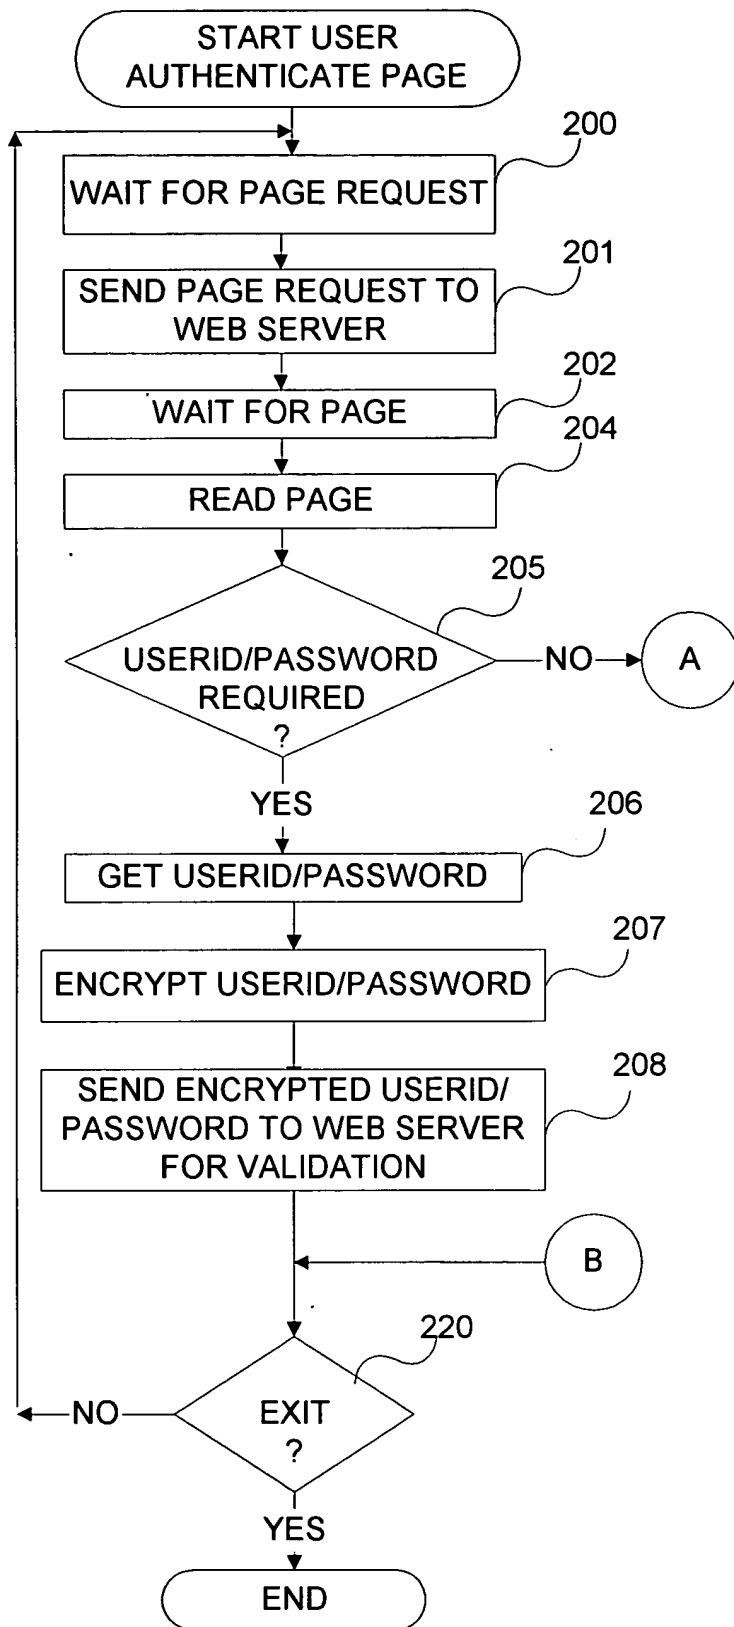 START USER
AUTHENTICATE PAGE
200
WAIT FOR PAGE REQUEST
201
SEND PAGE REQUEST TO
WEB SERVER
202
WAIT FOR PAGE
204
READ PAGE
205
USERID/PASSWORD
REQUIRED
?
NO
A
YES
206
GET USERID/PASSWORD
207
ENCRYPT USERID/PASSWORD
208
SEND ENCRYPTED USERID/
PASSWORD TO WEB SERVER
FOR VALIDATION
B
220
EXIT
?
NO
YES
END